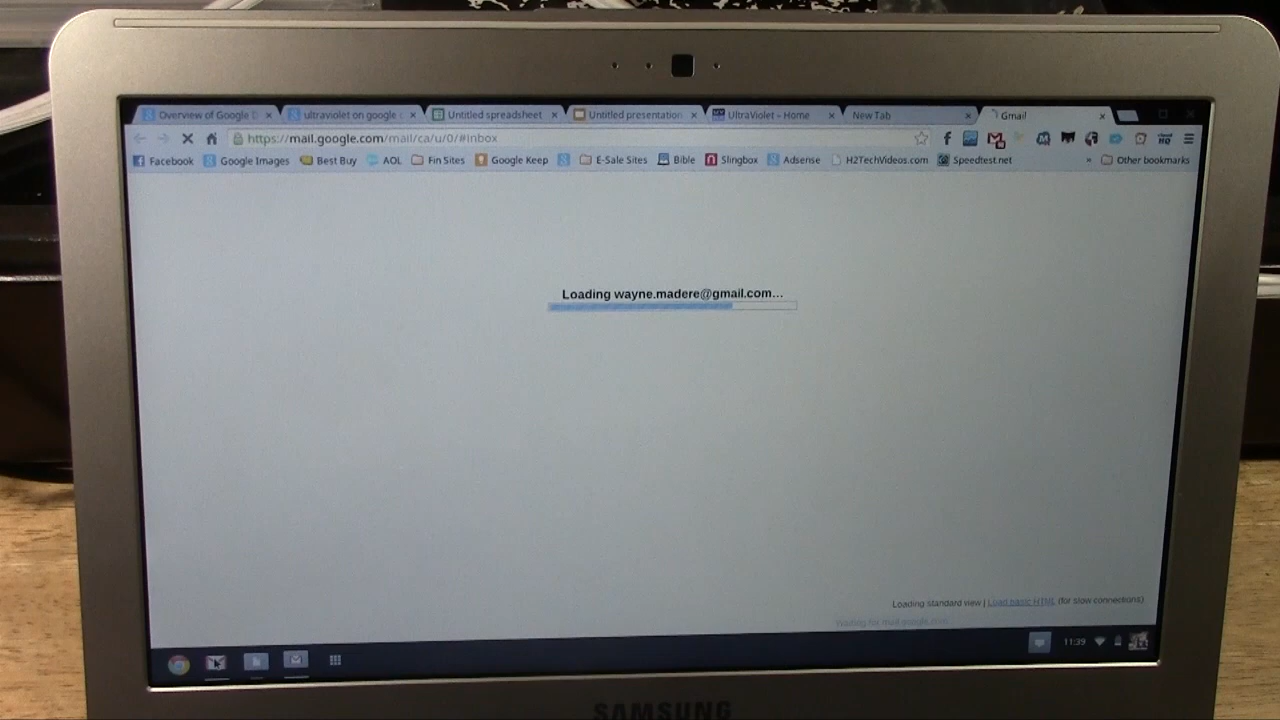 Overview of Google D ultraviolet on google c Untitled spreadsheet Untitled presentation UltraViolet - Home New Tab Gmail
https://mail.google.com/mail/ca/u/0/#inbox
Facebook Google Images Best Buy AOL Fin Sites Google Keep E-Sale Sites Bible Slingbox Adsense H2TechVideos.com Speedtest.net » Other bookmarks
Loading wayne.madere@gmail.com...
Loading standard view | Load basic HTML (for slow connections)
Waiting for mail.google.com...
11:39
SAMSUNG